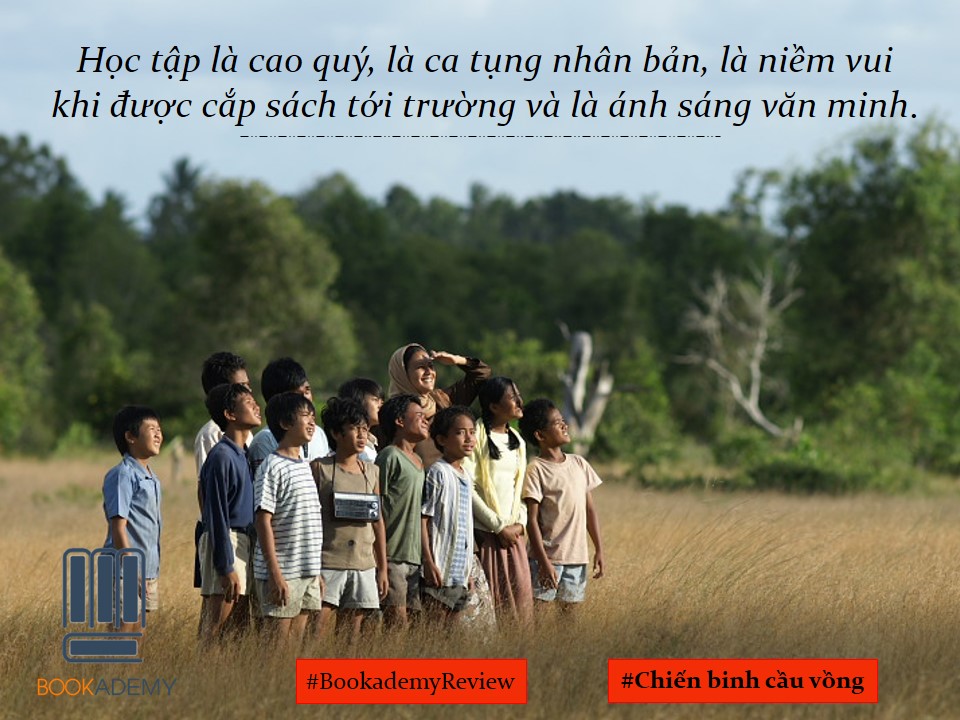 Học tập là cao quý, là ca tụng nhân bản, là niềm vui
khi được cắp sách tới trường và là ánh sáng văn minh.
BOOKADEMY
#BookademyReview
#Chiến binh cầu vồng